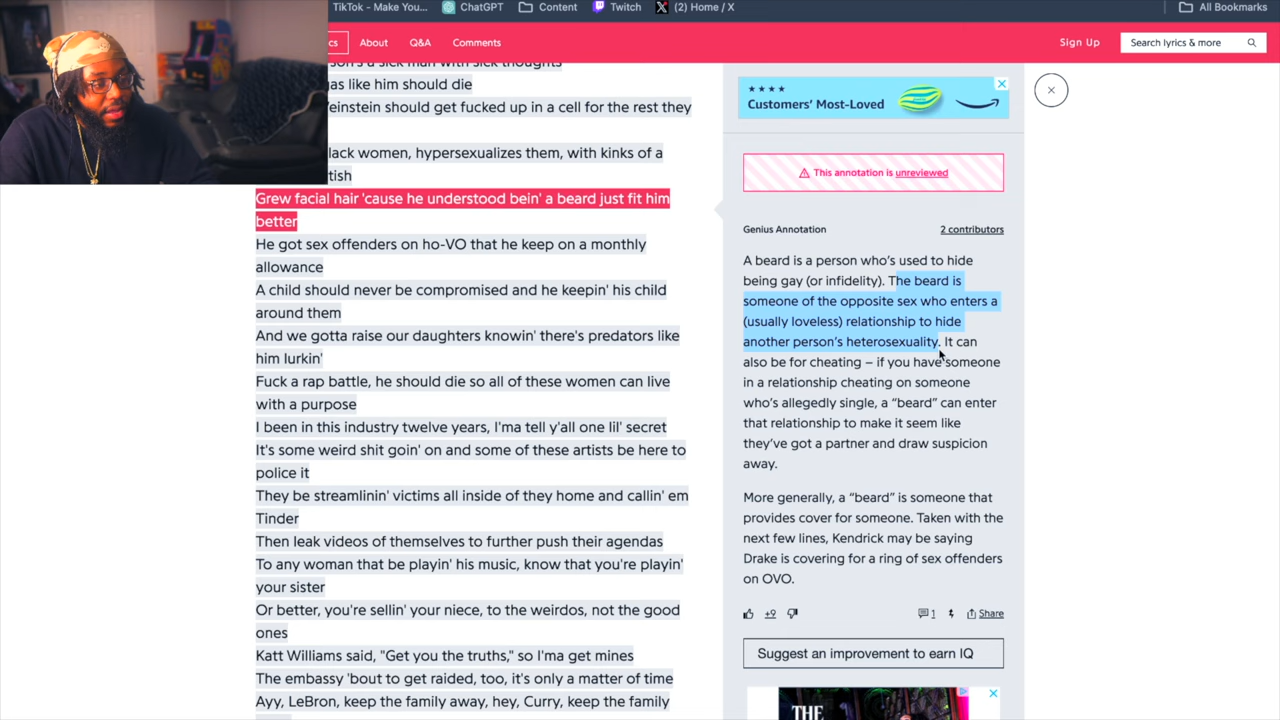 TikTok - Make You...
ChatGPT
Content
Twitch
(2) Home / X
All Bookmarks
cs
About
Q&A
Comments
Sign Up
Search lyrics & more
son's a sick man with sick thoughts
as like him should die
einstein should get fucked up in a cell for the rest they
lack women, hypersexualizes them, with kinks of a
tish
Grew facial hair 'cause he understood bein' a beard just fit him
better
He got sex offenders on ho-VO that he keep on a monthly
allowance
A child should never be compromised and he keepin' his child
around them
And we gotta raise our daughters knowin' there's predators like
him lurkin'
Fuck a rap battle, he should die so all of these women can live
with a purpose
I been in this industry twelve years, I'ma tell y'all one lil' secret
It's some weird shit goin' on and some of these artists be here to
police it
They be streamlinin' victims all inside of they home and callin' em
Tinder
Then leak videos of themselves to further push their agendas
To any woman that be playin' his music, know that you're playin'
your sister
Or better, you're sellin' your niece, to the weirdos, not the good
ones
Katt Williams said, "Get you the truths," so I'ma get mines
The embassy 'bout to get raided, too, it's only a matter of time
Ayy, LeBron, keep the family away, hey, Curry, keep the family
Customers' Most-Loved
This annotation is unreviewed
Genius Annotation
2 contributors
A beard is a person who's used to hide
being gay (or infidelity). The beard is
someone of the opposite sex who enters a
(usually loveless) relationship to hide
another person's heterosexuality. It can
also be for cheating – if you have someone
in a relationship cheating on someone
who's allegedly single, a "beard" can enter
that relationship to make it seem like
they've got a partner and draw suspicion
away.
More generally, a "beard" is someone that
provides cover for someone. Taken with the
next few lines, Kendrick may be saying
Drake is covering for a ring of sex offenders
on OVO.
+9
1
Share
Suggest an improvement to earn IQ
THE